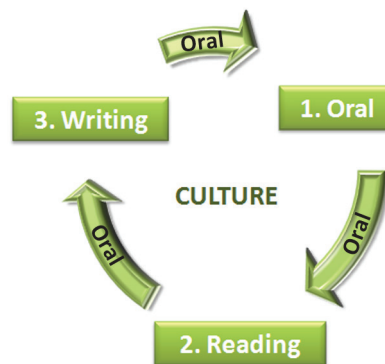 Oral
3. Writing
1. Oral
CULTURE
Oral
Oral
2. Reading